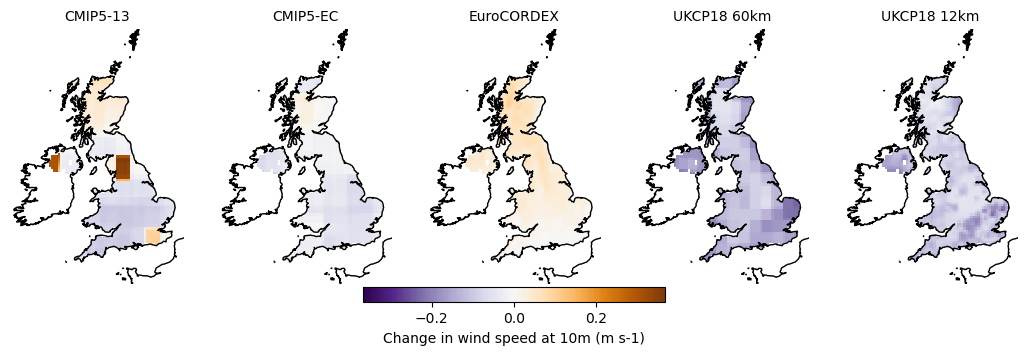 CMIP5-13
CMIP5-EC
EuroCORDEX
UKCP18 60km
UKCP18 12km
−0.2
0.0
0.2
Change in wind speed at 10m (m s-1)